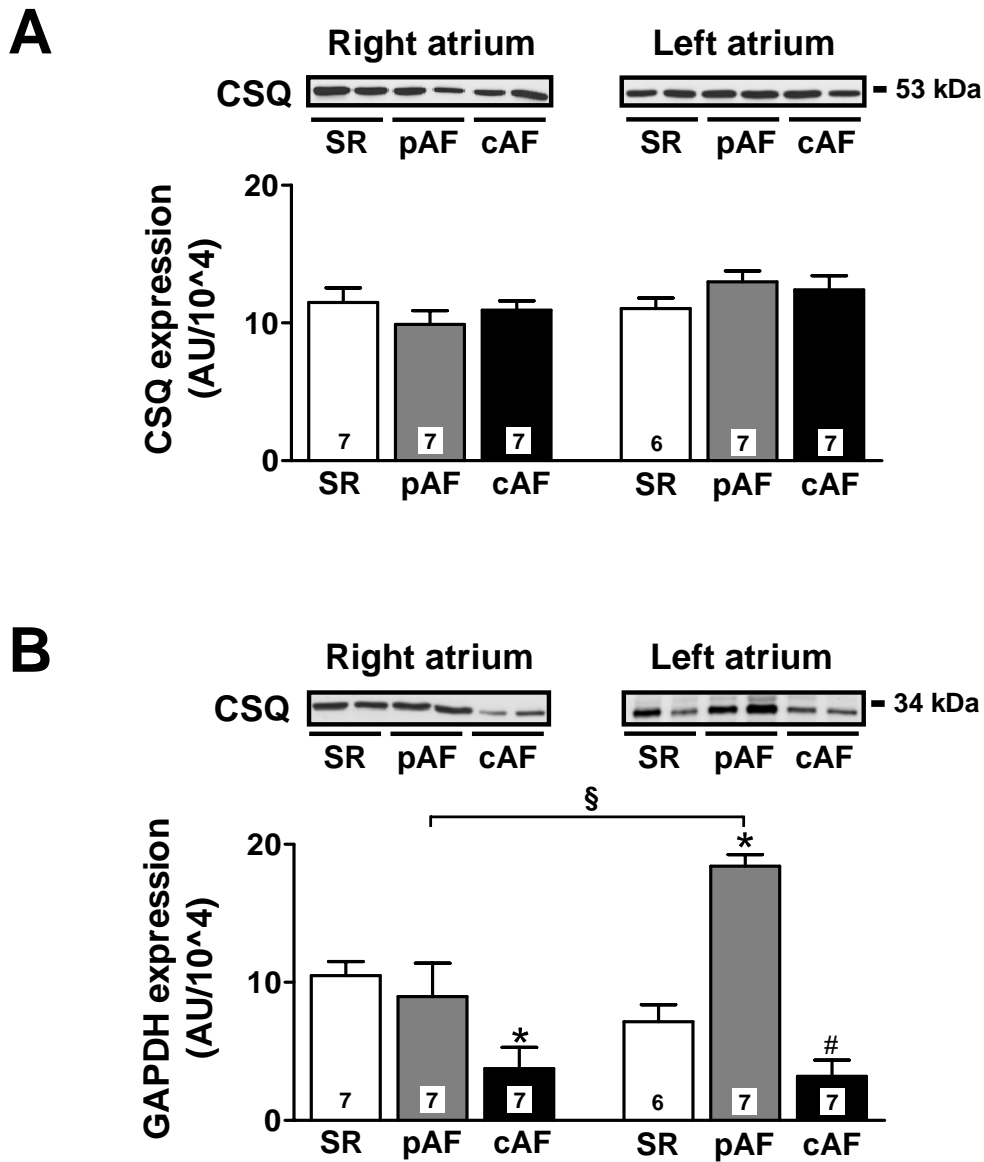 A
Right atrium Left atrium
CSQ 53 kDa
SR pAF cAF SR pAF cAF
CSQ expression
(AU/10^4)
20
10
0
7 7 7 6 7 7
SR pAF cAF SR pAF cAF
B
Right atrium Left atrium
CSQ 34 kDa
SR pAF cAF SR pAF cAF
§
GAPDH expression
(AU/10^4)
20
10
0
*
*
#
7 7 7 6 7 7
SR pAF cAF SR pAF cAF